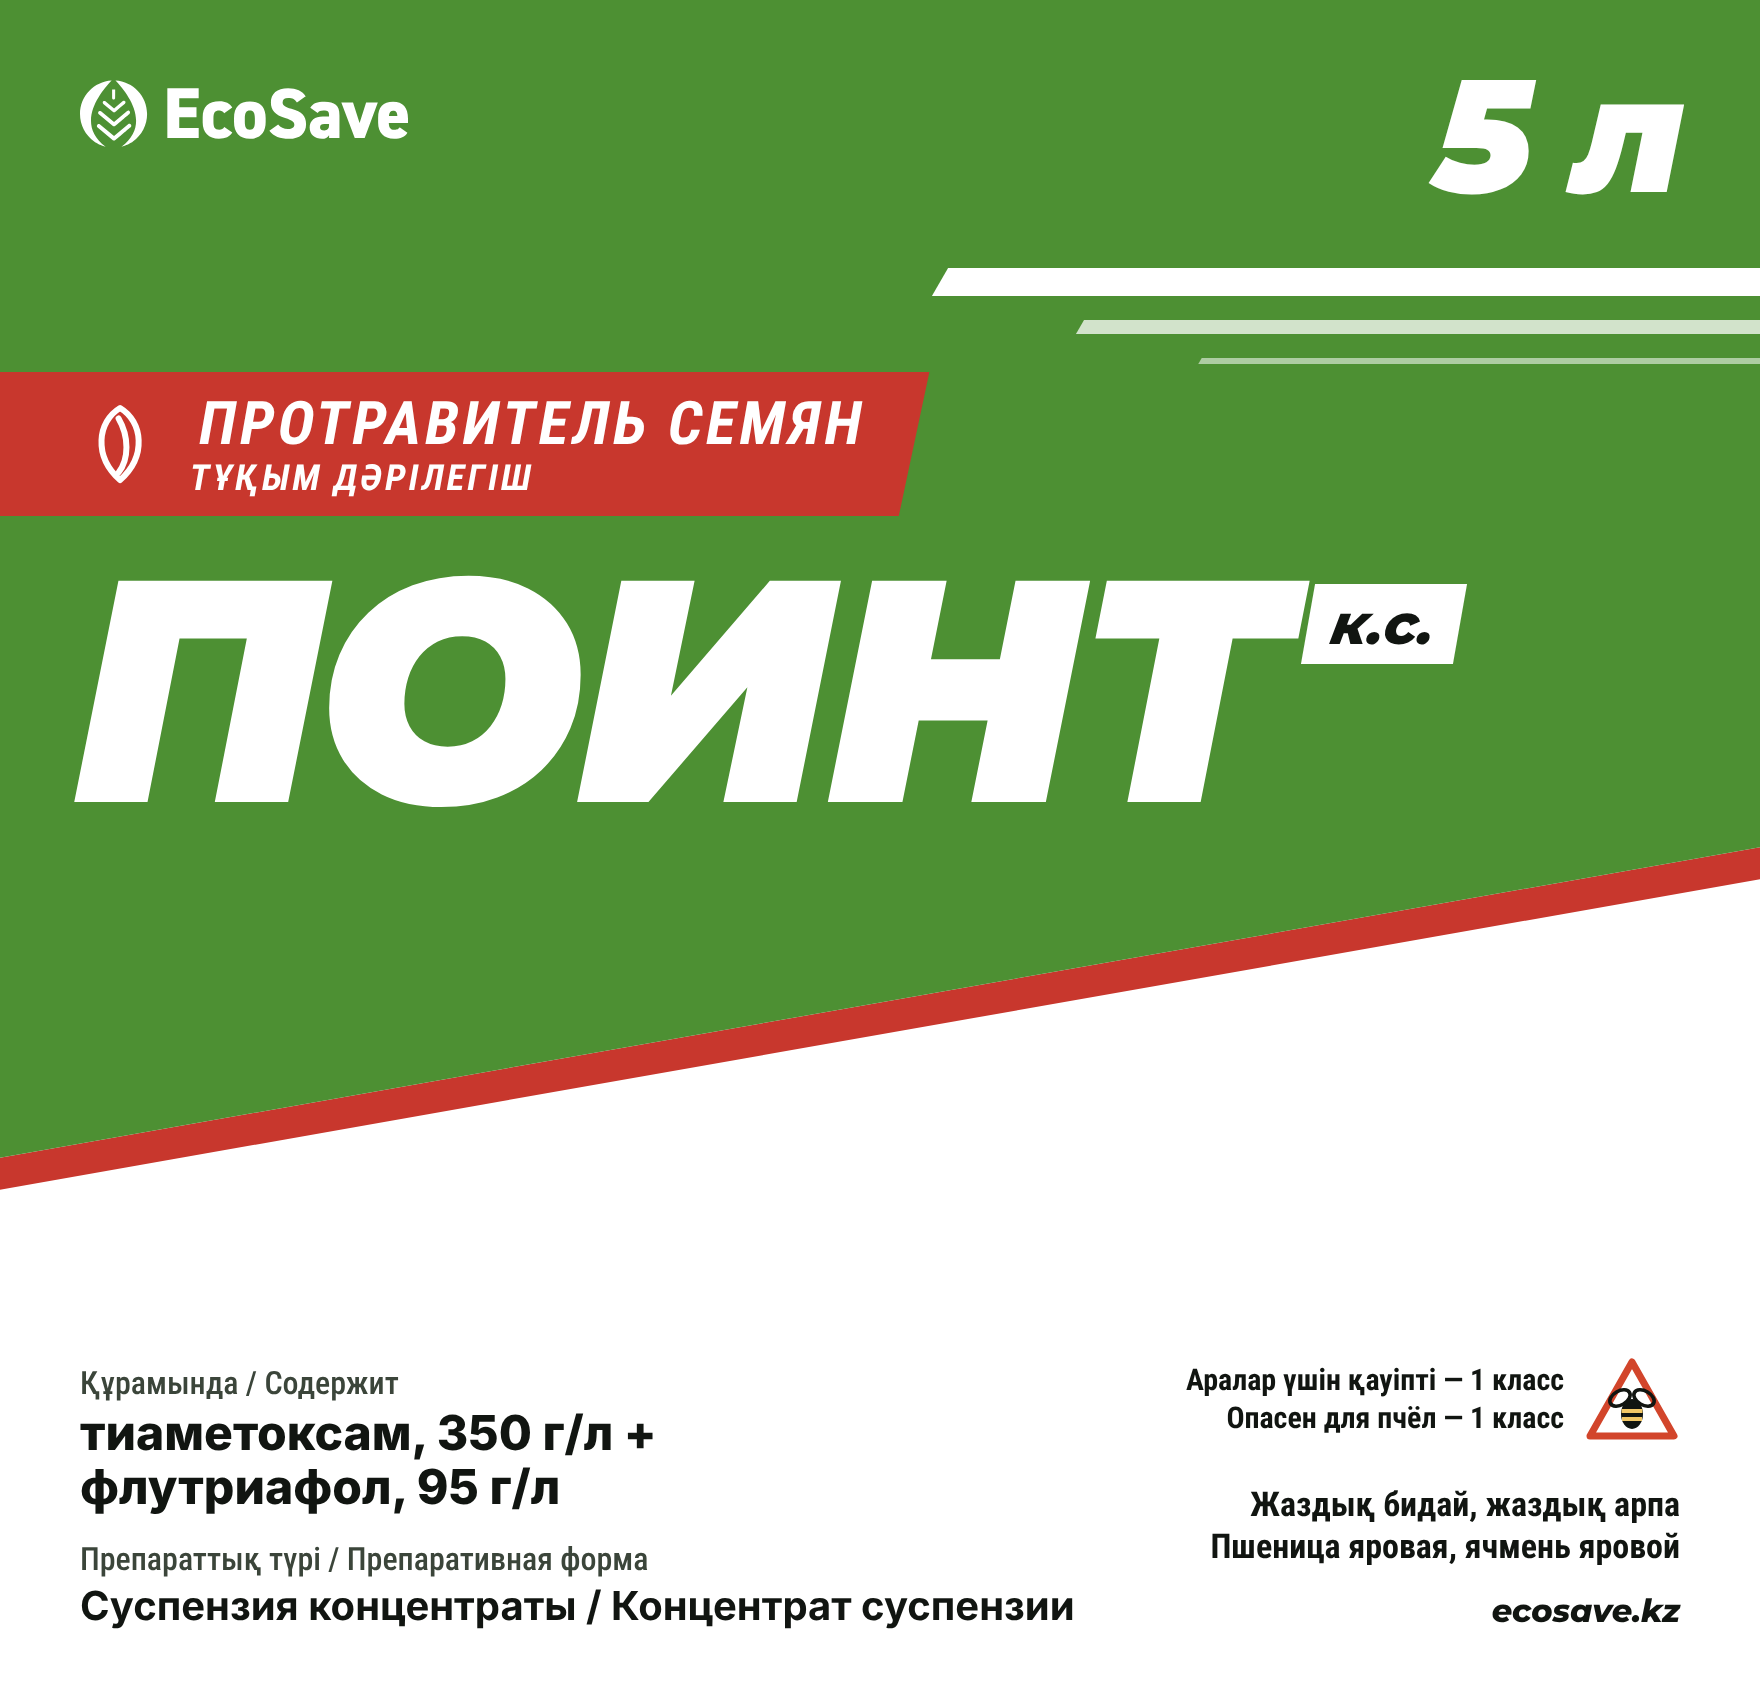 EcoSave
5 л
ПРОТРАВИТЕЛЬ СЕМЯН
ТҰҚЫМ ДӘРІЛЕГІШ
ПОИНТ
к.с.
Құрамында / Содержит
тиаметоксам, 350 г/л +
флутриафол, 95 г/л
Препараттық түрі / Препаративная форма
Суспензия концентраты / Концентрат суспензии
Аралар үшін қауіпті — 1 класс
Опасен для пчёл — 1 класс
Жаздық бидай, жаздық арпа
Пшеница яровая, ячмень яровой
ecosave.kz